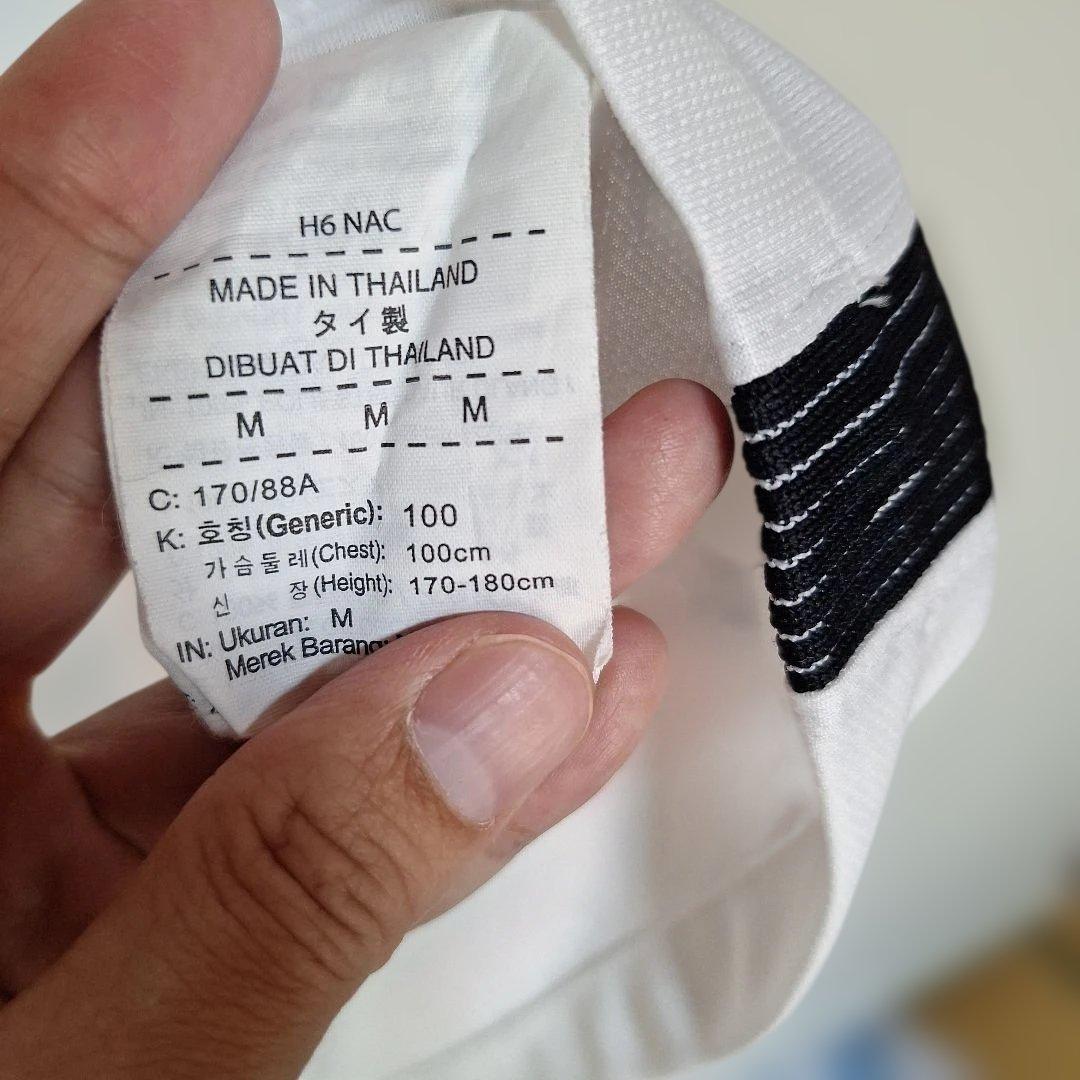 H6 NAC
MADE IN THAILAND
タイ製
DIBUAT DI THAILAND
M M M
C: 170/88A
K: 호칭(Generic): 100
가슴둘레(Chest): 100cm
신 장(Height): 170-180cm
IN: Ukuran: M
Merek Barang: